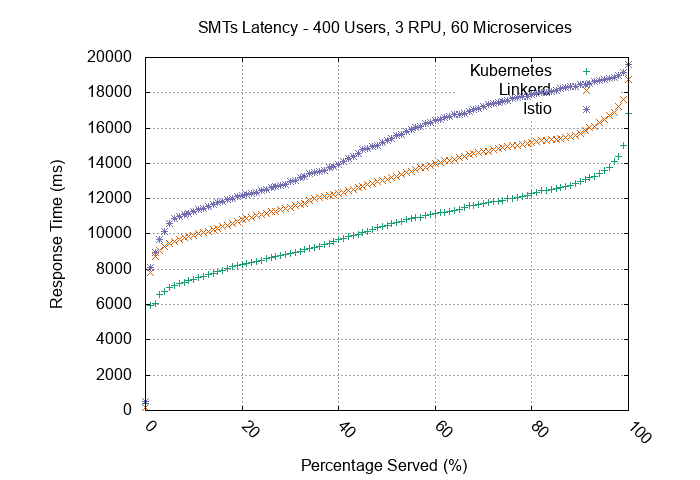 SMTs Latency - 400 Users, 3 RPU, 60 Microservices
20000
18000
16000
14000
12000
10000
8000
6000
4000
2000
0
Response Time (ms)
Kubernetes
Linkerd
Istio
0
20
40
60
80
100
Percentage Served (%)